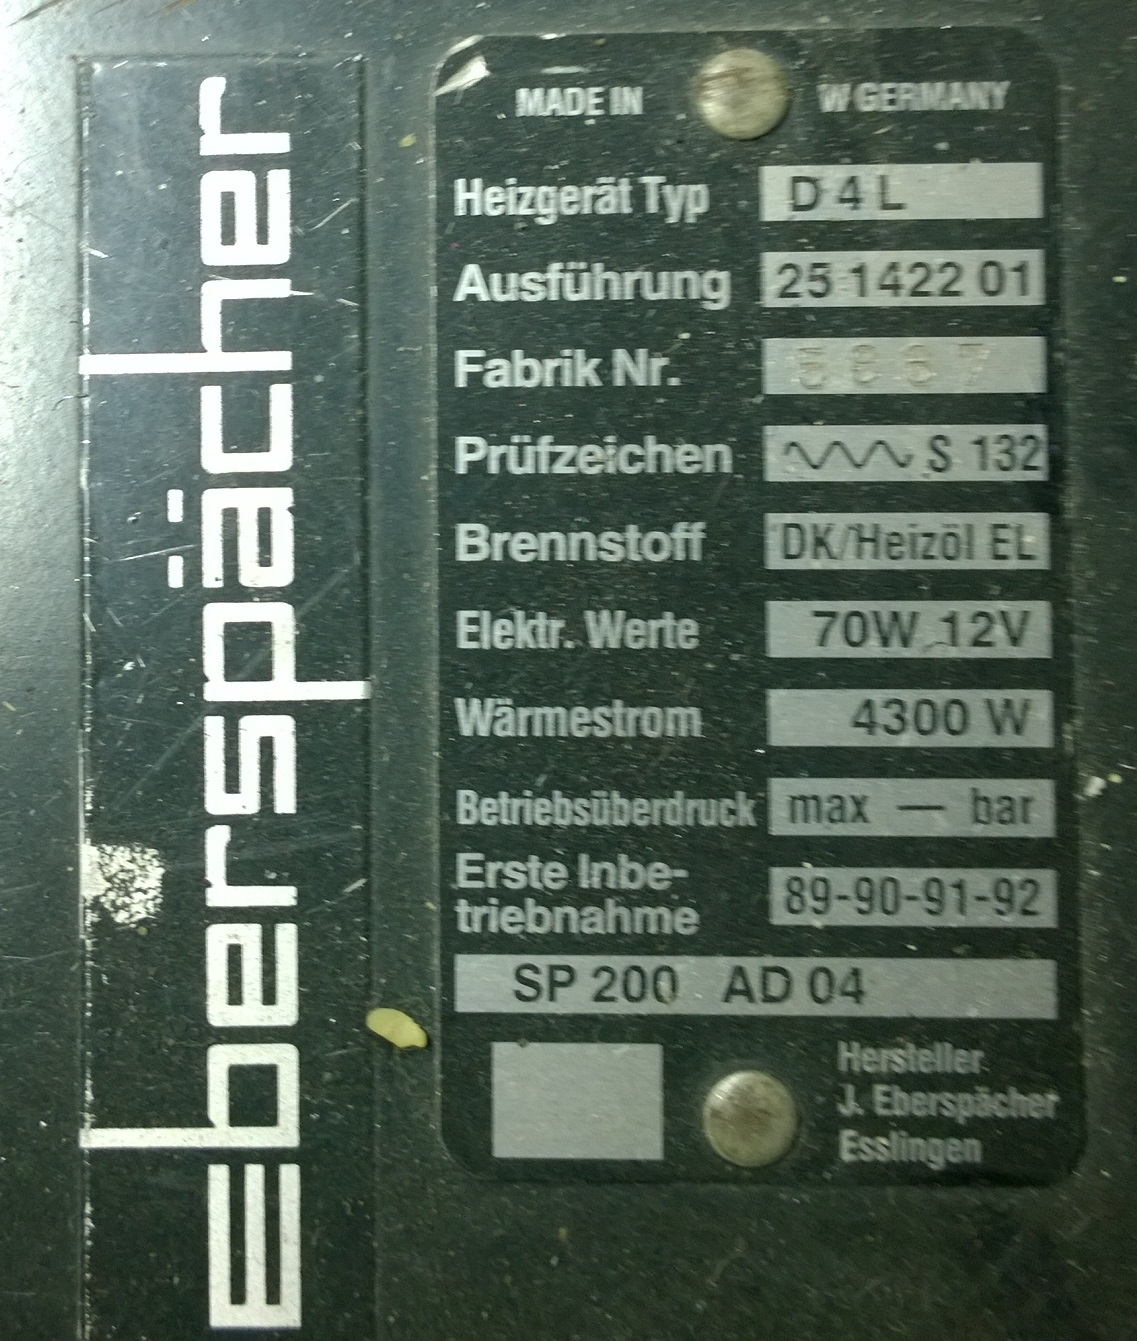 Eberspächer
MADE IN W GERMANY
Heizgerät Typ D 4 L
Ausführung 25 1422 01
Fabrik Nr.
Prüfzeichen S 132
Brennstoff DK/Heizöl EL
Elektr. Werte 70W 12V
Wärmestrom 4300 W
Betriebsüberdruck max — bar
Erste Inbe-
triebnahme 89-90-91-92
SP 200 AD 04
Hersteller
J. Eberspächer
Esslingen